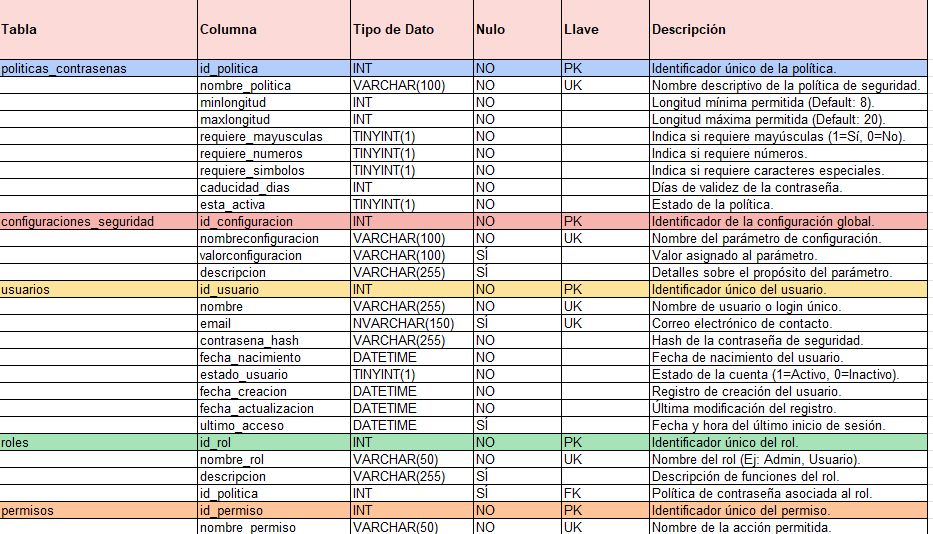 Tabla Columna Tipo de Dato Nulo Llave Descripción
politicas_contrasenas id_politica INT NO PK Identificador único de la política.
nombre_politica VARCHAR(100) NO UK Nombre descriptivo de la política de seguridad.
minlongitud INT NO Longitud mínima permitida (Default: 8).
maxlongitud INT NO Longitud máxima permitida (Default: 20).
requiere_mayusculas TINYINT(1) NO Indica si requiere mayúsculas (1=Sí, 0=No).
requiere_numeros TINYINT(1) NO Indica si requiere números.
requiere_simbolos TINYINT(1) NO Indica si requiere caracteres especiales.
caducidad_dias INT NO Días de validez de la contraseña.
esta_activa TINYINT(1) NO Estado de la política.
configuraciones_seguridad id_configuracion INT NO PK Identificador de la configuración global.
nombreconfiguracion VARCHAR(100) NO UK Nombre del parámetro de configuración.
valorconfiguracion VARCHAR(100) SÍ Valor asignado al parámetro.
descripcion VARCHAR(255) SÍ Detalles sobre el propósito del parámetro.
usuarios id_usuario INT NO PK Identificador único del usuario.
nombre VARCHAR(255) NO UK Nombre de usuario o login único.
email NVARCHAR(150) SÍ UK Correo electrónico de contacto.
contrasena_hash VARCHAR(255) NO Hash de la contraseña de seguridad.
fecha_nacimiento DATETIME NO Fecha de nacimiento del usuario.
estado_usuario TINYINT(1) NO Estado de la cuenta (1=Activo, 0=Inactivo).
fecha_creacion DATETIME NO Registro de creación del usuario.
fecha_actualizacion DATETIME NO Última modificación del registro.
ultimo_acceso DATETIME SÍ Fecha y hora del último inicio de sesión.
roles id_rol INT NO PK Identificador único del rol.
nombre_rol VARCHAR(50) NO UK Nombre del rol (Ej: Admin, Usuario).
descripcion VARCHAR(255) SÍ Descripción de funciones del rol.
id_politica INT SÍ FK Política de contraseña asociada al rol.
permisos id_permiso INT NO PK Identificador único del permiso.
nombre_permiso VARCHAR(50) NO UK Nombre de la acción permitida.